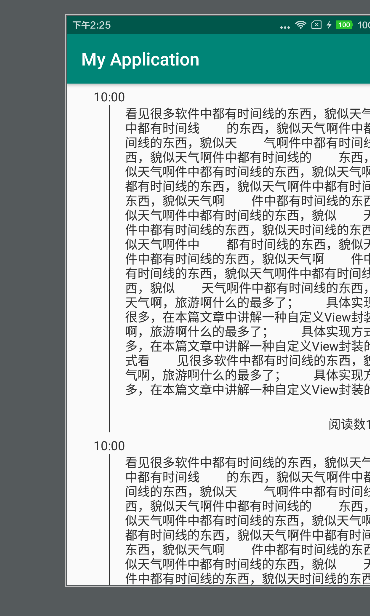 下午2:25
... 100 100
My Application
10:00
看见很多软件中都有时间线的东西，貌似天气
中都有时间线 的东西，貌似天气啊件中都
间线的东西，貌似天 气啊件中都有时间线
西，貌似天气啊件中都有时间线的 东西，
似天气啊件中都有时间线的东西，貌似天气啊
都有时间线的东西，貌似天气啊件中都有时间
东西，貌似天气啊 件中都有时间线的东西
似天气啊件中都有时间线的东西，貌似 天
件中都有时间线的东西，貌似天时间线的东西
似天气啊件中 都有时间线的东西，貌似天
件中都有时间线的东西，貌似天气啊 件中
有时间线的东西，貌似天气啊件中都有时间线
西，貌似 天气啊件中都有时间线的东西，
天气啊，旅游啊什么的最多了； 具体实现
很多，在本篇文章中讲解一种自定义View封装
啊，旅游啊什么的最多了； 具体实现方式
多，在本篇文章中讲解一种自定义View封装的
式看 见很多软件中都有时间线的东西，貌
气啊，旅游啊什么的最多了； 具体实现方
多，在本篇文章中讲解一种自定义View封装的
阅读数1
10:00
看见很多软件中都有时间线的东西，貌似天气
中都有时间线 的东西，貌似天气啊件中都
间线的东西，貌似天 气啊件中都有时间线
西，貌似天气啊件中都有时间线的 东西，
似天气啊件中都有时间线的东西，貌似天气啊
都有时间线的东西，貌似天气啊件中都有时间
东西，貌似天气啊 件中都有时间线的东西
似天气啊件中都有时间线的东西，貌似 天
件中都有时间线的东西，貌似天时间线的东西